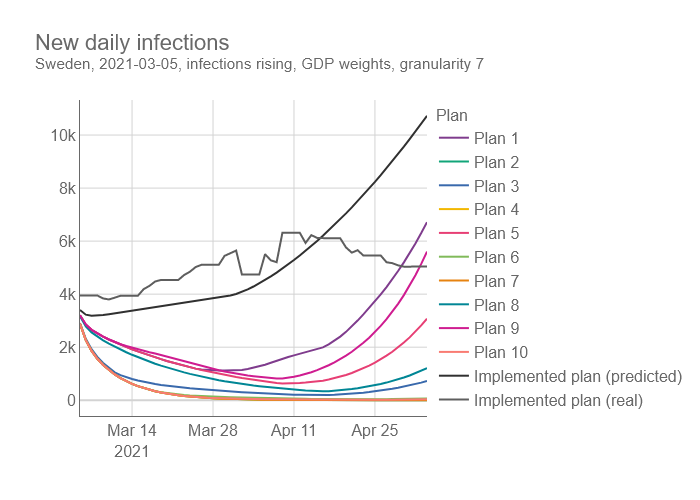 New daily infections
Sweden, 2021-03-05, infections rising, GDP weights, granularity 7
Plan
10k
8k
6k
4k
2k
0
Mar 14
2021
Mar 28
Apr 11
Apr 25
Plan 1
Plan 2
Plan 3
Plan 4
Plan 5
Plan 6
Plan 7
Plan 8
Plan 9
Plan 10
Implemented plan (predicted)
Implemented plan (real)